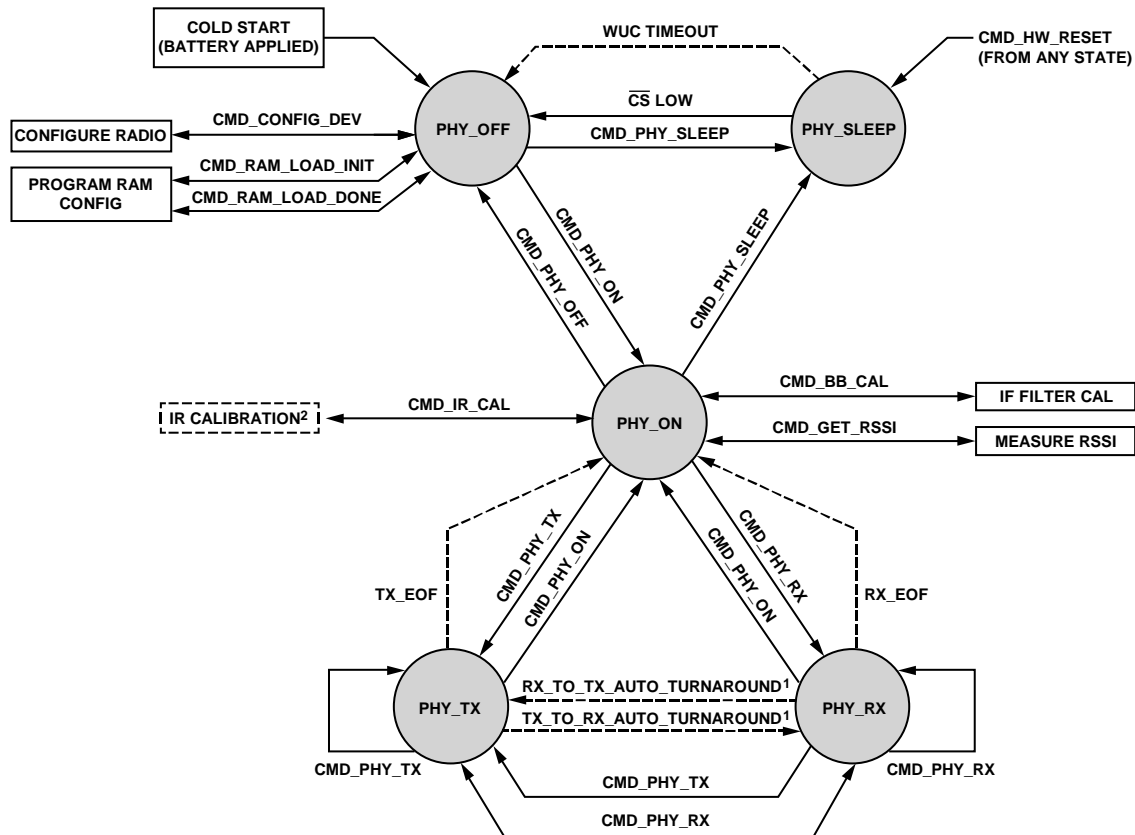 COLD START
(BATTERY APPLIED)
WUC TIMEOUT
CMD_HW_RESET
(FROM ANY STATE)
CONFIGURE RADIO
CMD_CONFIG_DEV
PHY_OFF
CS LOW
CMD_PHY_SLEEP
PHY_SLEEP
PROGRAM RAM
CONFIG
CMD_RAM_LOAD_INIT
CMD_RAM_LOAD_DONE
CMD_PHY_OFF
CMD_PHY_ON
CMD_PHY_SLEEP
IR CALIBRATION2
CMD_IR_CAL
PHY_ON
CMD_BB_CAL
IF FILTER CAL
CMD_GET_RSSI
MEASURE RSSI
TX_EOF
CMD_PHY_TX
CMD_PHY_ON
CMD_PHY_ON
CMD_PHY_RX
RX_EOF
PHY_TX
RX_TO_TX_AUTO_TURNAROUND1
TX_TO_RX_AUTO_TURNAROUND1
PHY_RX
CMD_PHY_TX
CMD_PHY_TX
CMD_PHY_RX
CMD_PHY_RX